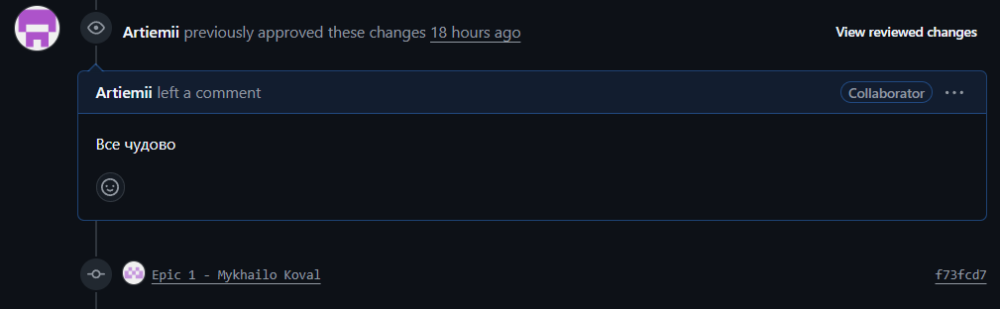 Artiemii previously approved these changes 18 hours ago View reviewed changes
Artiemii left a comment Collaborator
Все чудово
Epic 1 - Mykhailo Koval f73fcd7